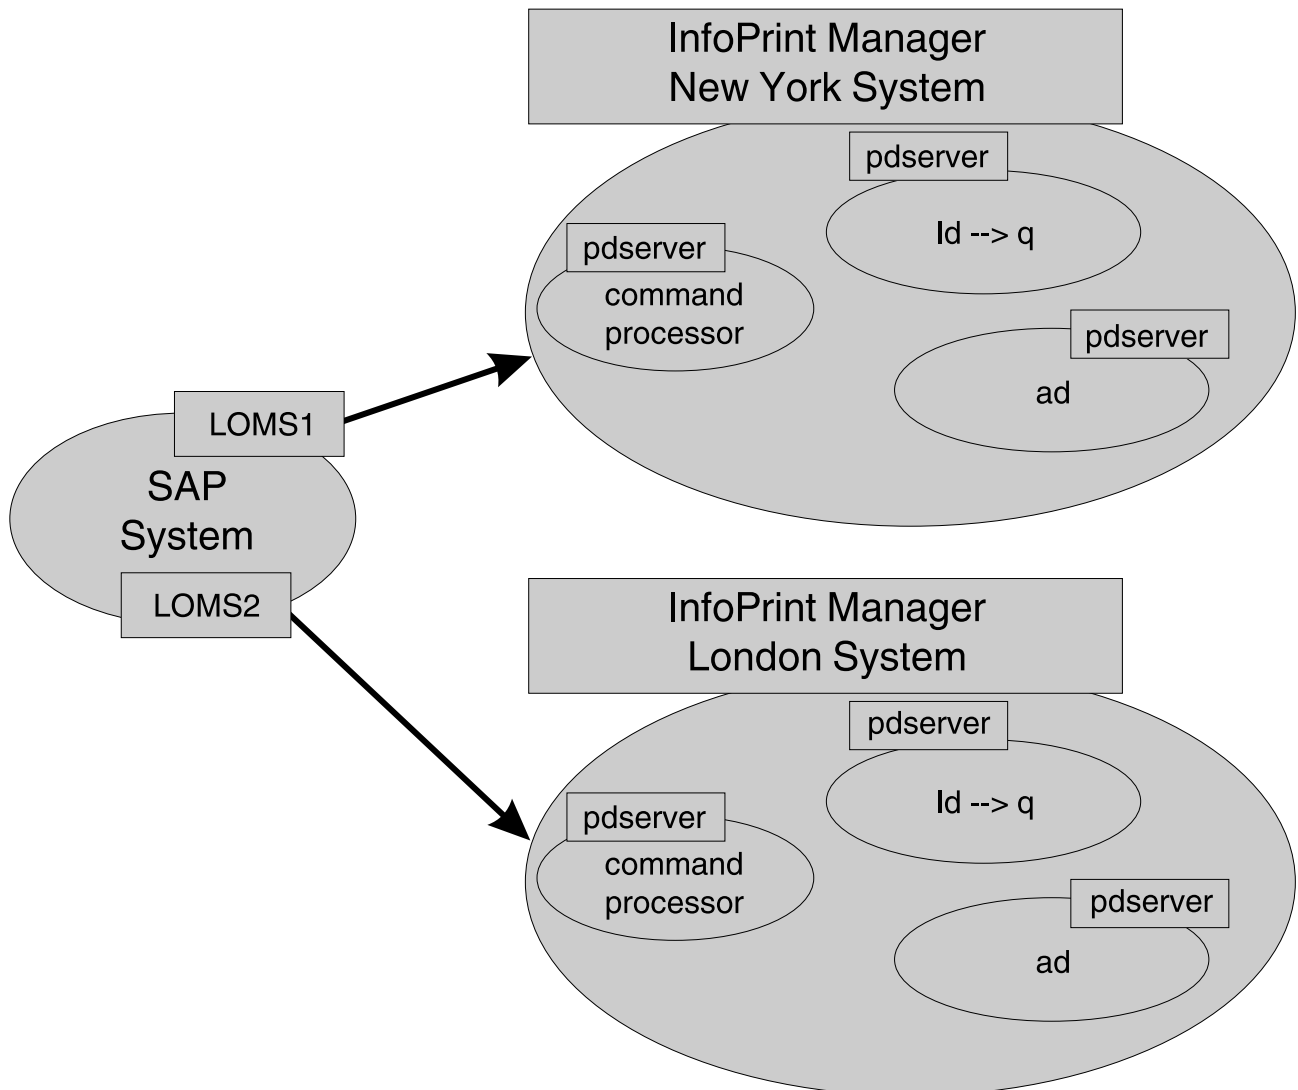 InfoPrint Manager
New York System
pdserver
ld --> q
pdserver
command
processor
pdserver
ad
LOMS1
SAP
System
LOMS2
InfoPrint Manager
London System
pdserver
ld --> q
pdserver
command
processor
pdserver
ad